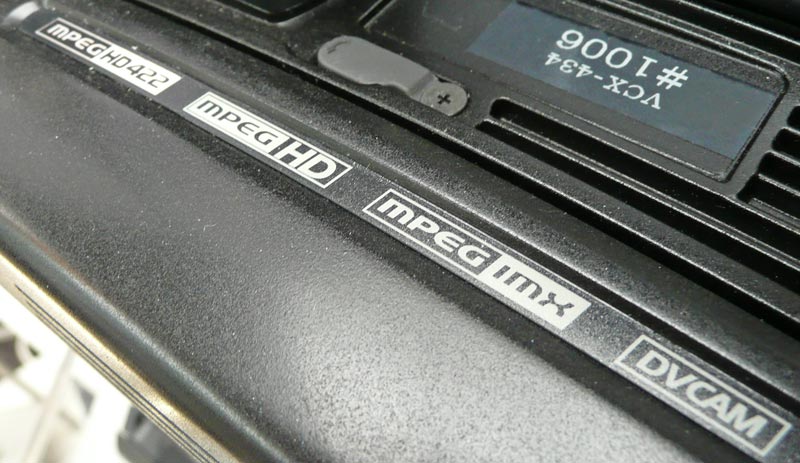 MPEG HD422
MPEG HD
MPEG IMX
DVCAM
VCX-434
#1006